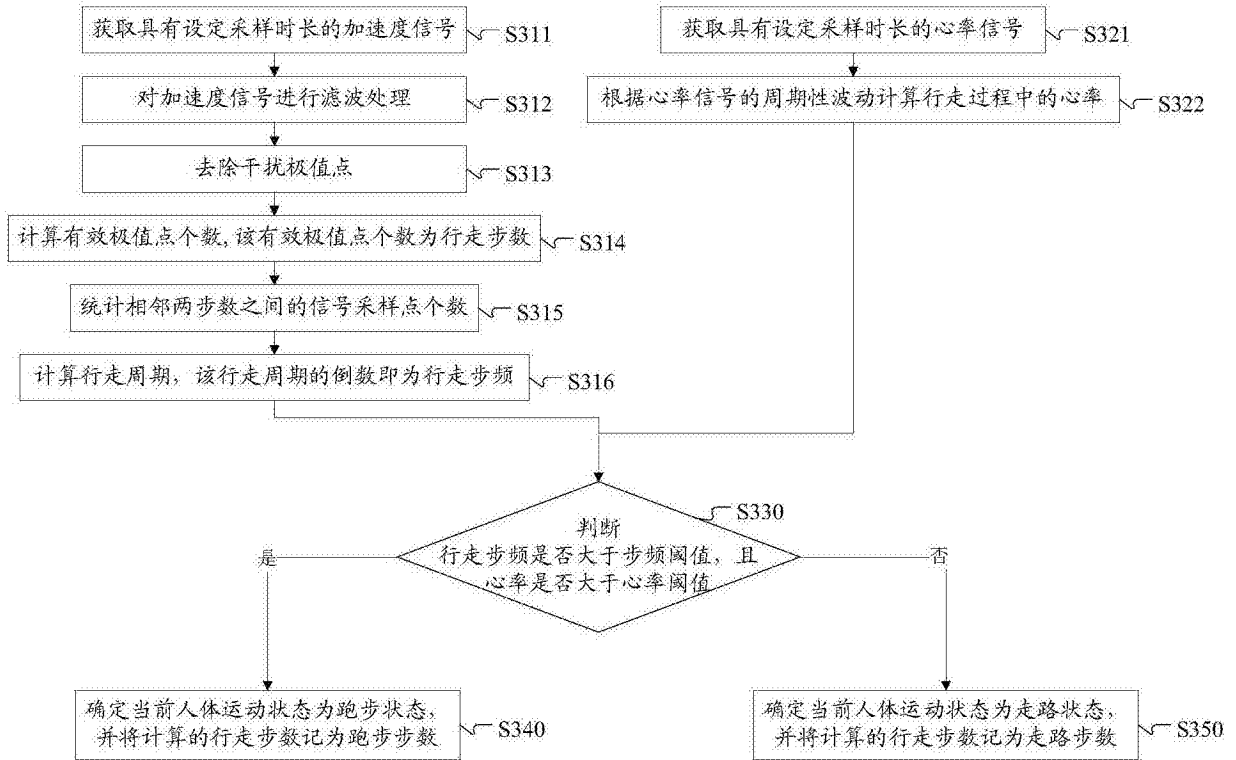 获取具有设定采样时长的加速度信号
S311
对加速度信号进行滤波处理
S312
去除干扰极值点
S313
计算有效极值点个数,该有效极值点个数为行走步数
S314
统计相邻两步数之间的信号采样点个数
S315
计算行走周期，该行走周期的倒数即为行走步频
S316
获取具有设定采样时长的心率信号
S321
根据心率信号的周期性波动计算行走过程中的心率
S322
判断
行走步频是否大于步频阈值，且
心率是否大于心率阈值
S330
是
否
确定当前人体运动状态为跑步状态，
并将计算的行走步数记为跑步步数
S340
确定当前人体运动状态为走路状态，
并将计算的行走步数记为走路步数
S350